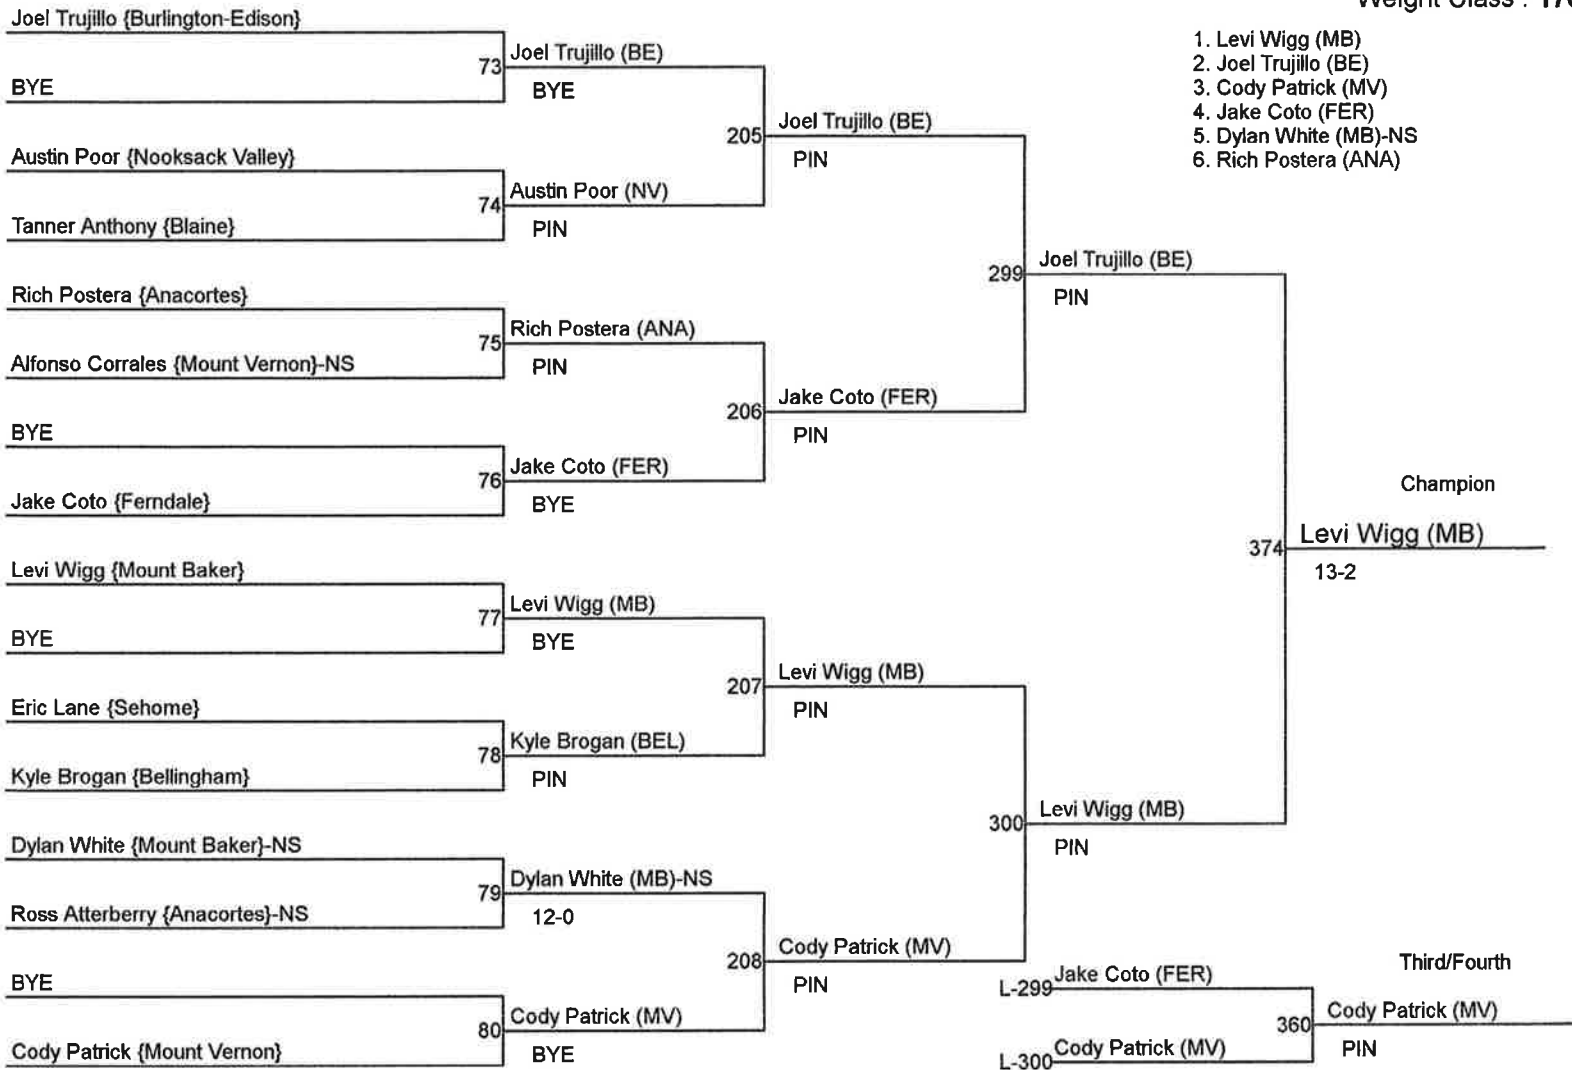 Weight Class :
1. Levi Wigg (MB)
2. Joel Trujillo (BE)
3. Cody Patrick (MV)
4. Jake Coto (FER)
5. Dylan White (MB)-NS
6. Rich Postera (ANA)
Joel Trujillo {Burlington-Edison}
BYE
Austin Poor {Nooksack Valley}
Tanner Anthony {Blaine}
Rich Postera {Anacortes}
Alfonso Corrales {Mount Vernon}-NS
BYE
Jake Coto {Ferndale}
Levi Wigg {Mount Baker}
BYE
Eric Lane {Sehome}
Kyle Brogan {Bellingham}
Dylan White {Mount Baker}-NS
Ross Atterberry {Anacortes}-NS
BYE
Cody Patrick {Mount Vernon}
73 Joel Trujillo (BE)
BYE
74 Austin Poor (NV)
PIN
75 Rich Postera (ANA)
PIN
76 Jake Coto (FER)
BYE
77 Levi Wigg (MB)
BYE
78 Kyle Brogan (BEL)
PIN
79 Dylan White (MB)-NS
12-0
80 Cody Patrick (MV)
BYE
205 Joel Trujillo (BE)
PIN
206 Jake Coto (FER)
PIN
207 Levi Wigg (MB)
PIN
208 Cody Patrick (MV)
PIN
299 Joel Trujillo (BE)
PIN
300 Levi Wigg (MB)
PIN
Champion
374 Levi Wigg (MB)
13-2
Third/Fourth
L-299 Jake Coto (FER)
L-300 Cody Patrick (MV)
360 Cody Patrick (MV)
PIN